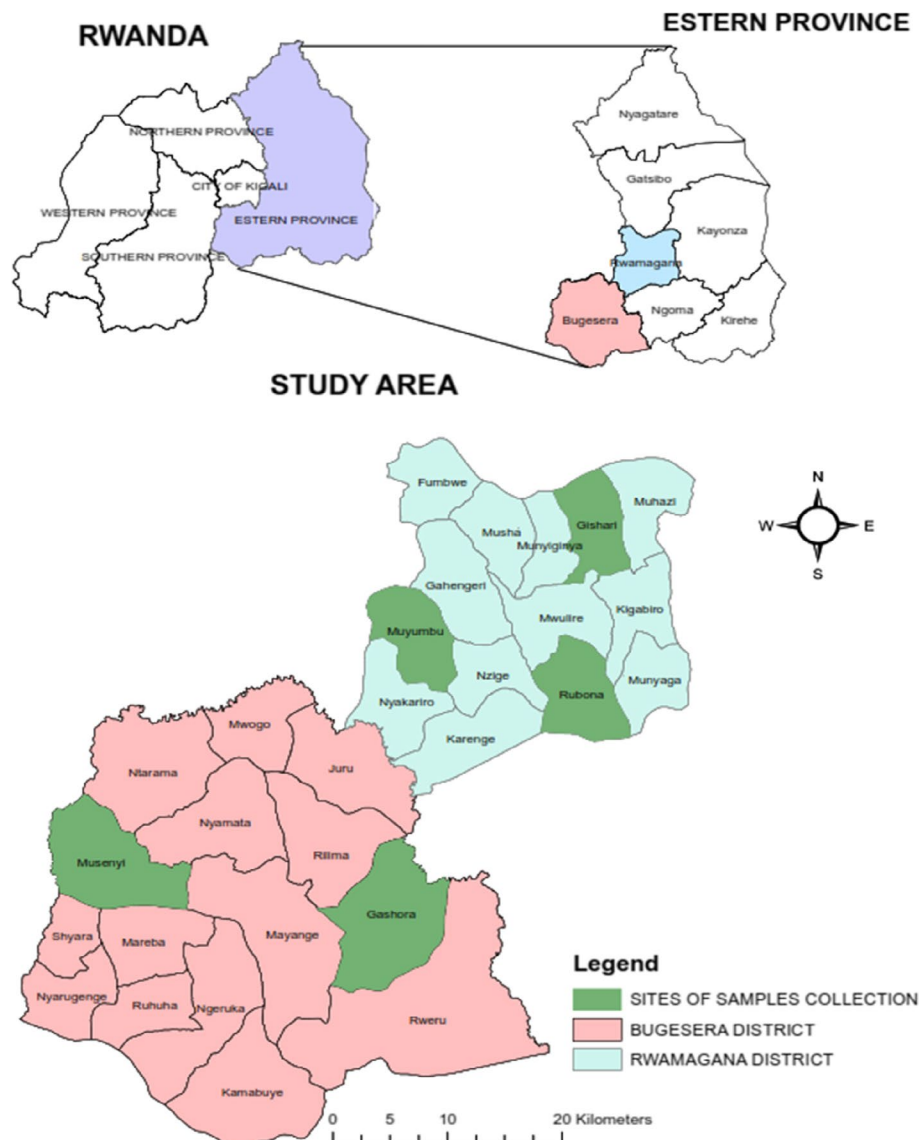 RWANDA
ESTERN PROVINCE
NORTHERN PROVINCE
CITY OF KIGALI
WESTERN PROVINCE
ESTERN PROVINCE
SOUTHERN PROVINCE
Nyagatare
Gatsibo
Kayonza
Rwamagana
Ngoma
Bugesera
Kirehe
STUDY AREA
Fumbwe
Musha
Munyiginya
Gishari
Muhazi
Gahengeri
Mwulire
Kigabiro
Muyumbu
Nzige
Rubona
Munyaga
Nyakariro
Karenge
N
W
E
S
Mwogo
Ntarama
Juru
Nyamata
Rilima
Musenyi
Gashora
Shyara
Mareba
Mayange
Nyarugenge
Ruhuha
Ngeruka
Rweru
Kamabuye
Legend
SITES OF SAMPLES COLLECTION
BUGESERA DISTRICT
RWAMAGANA DISTRICT
0 5 10 20 Kilometers